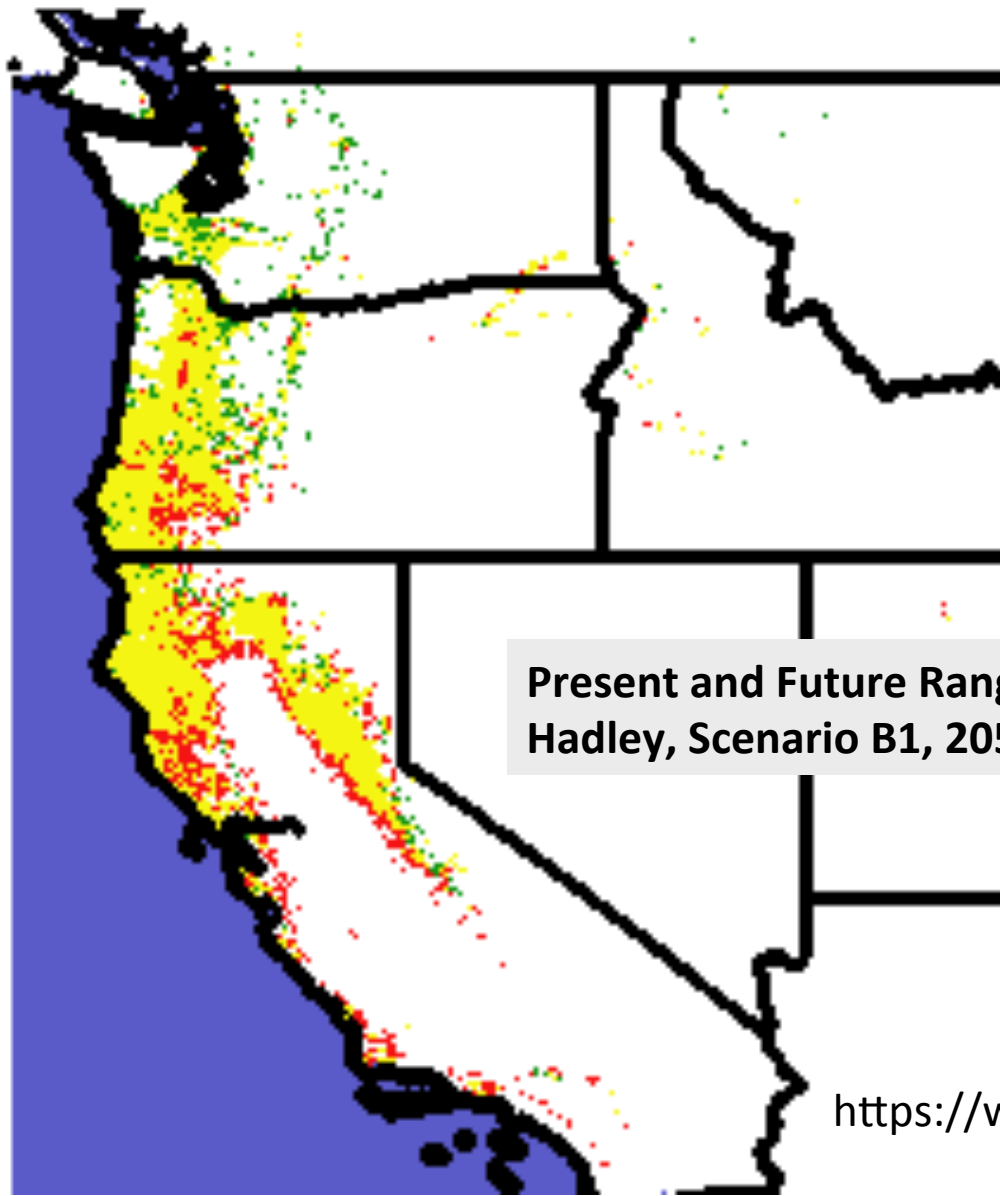 Present and Future Rang
Hadley, Scenario B1, 205
https://w